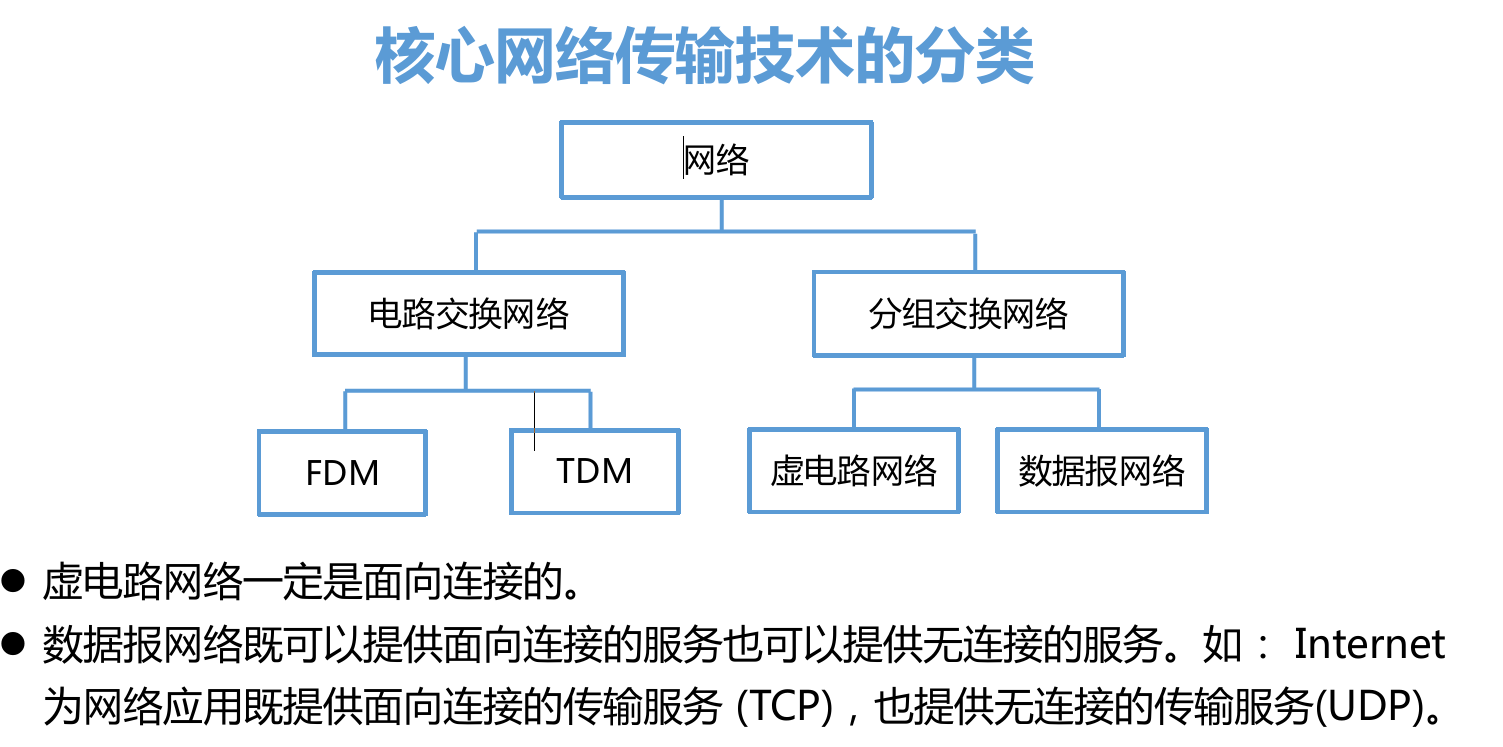 核心网络传输技术的分类
网络
电路交换网络
分组交换网络
FDM
TDM
虚电路网络
数据报网络
● 虚电路网络一定是面向连接的。
● 数据报网络既可以提供面向连接的服务也可以提供无连接的服务。如：Internet
为网络应用既提供面向连接的传输服务 (TCP)，也提供无连接的传输服务(UDP)。